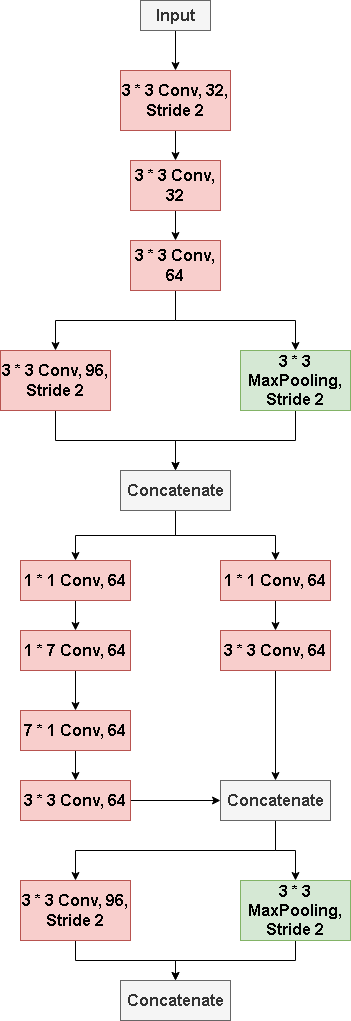 Input
3 * 3 Conv, 32,
Stride 2
3 * 3 Conv,
32
3 * 3 Conv,
64
3 * 3 Conv, 96,
Stride 2
3 * 3
MaxPooling,
Stride 2
Concatenate
1 * 1 Conv, 64
1 * 1 Conv, 64
1 * 7 Conv, 64
3 * 3 Conv, 64
7 * 1 Conv, 64
3 * 3 Conv, 64
Concatenate
3 * 3 Conv, 96,
Stride 2
3 * 3
MaxPooling,
Stride 2
Concatenate